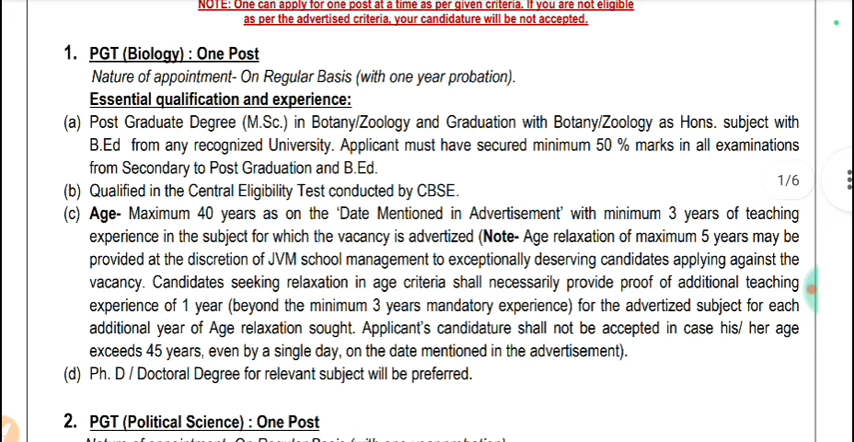 NOTE: One can apply for one post at a time as per given criteria. If you are not eligible
as per the advertised criteria, your candidature will be not accepted.
1. PGT (Biology) : One Post
Nature of appointment- On Regular Basis (with one year probation).
Essential qualification and experience:
(a) Post Graduate Degree (M.Sc.) in Botany/Zoology and Graduation with Botany/Zoology as Hons. subject with
B.Ed from any recognized University. Applicant must have secured minimum 50 % marks in all examinations
from Secondary to Post Graduation and B.Ed.
1/6
(b) Qualified in the Central Eligibility Test conducted by CBSE.
(c) Age- Maximum 40 years as on the ‘Date Mentioned in Advertisement’ with minimum 3 years of teaching
experience in the subject for which the vacancy is advertized (Note- Age relaxation of maximum 5 years may be
provided at the discretion of JVM school management to exceptionally deserving candidates applying against the
vacancy. Candidates seeking relaxation in age criteria shall necessarily provide proof of additional teaching
experience of 1 year (beyond the minimum 3 years mandatory experience) for the advertized subject for each
additional year of Age relaxation sought. Applicant’s candidature shall not be accepted in case his/ her age
exceeds 45 years, even by a single day, on the date mentioned in the advertisement).
(d) Ph. D / Doctoral Degree for relevant subject will be preferred.
2. PGT (Political Science) : One Post